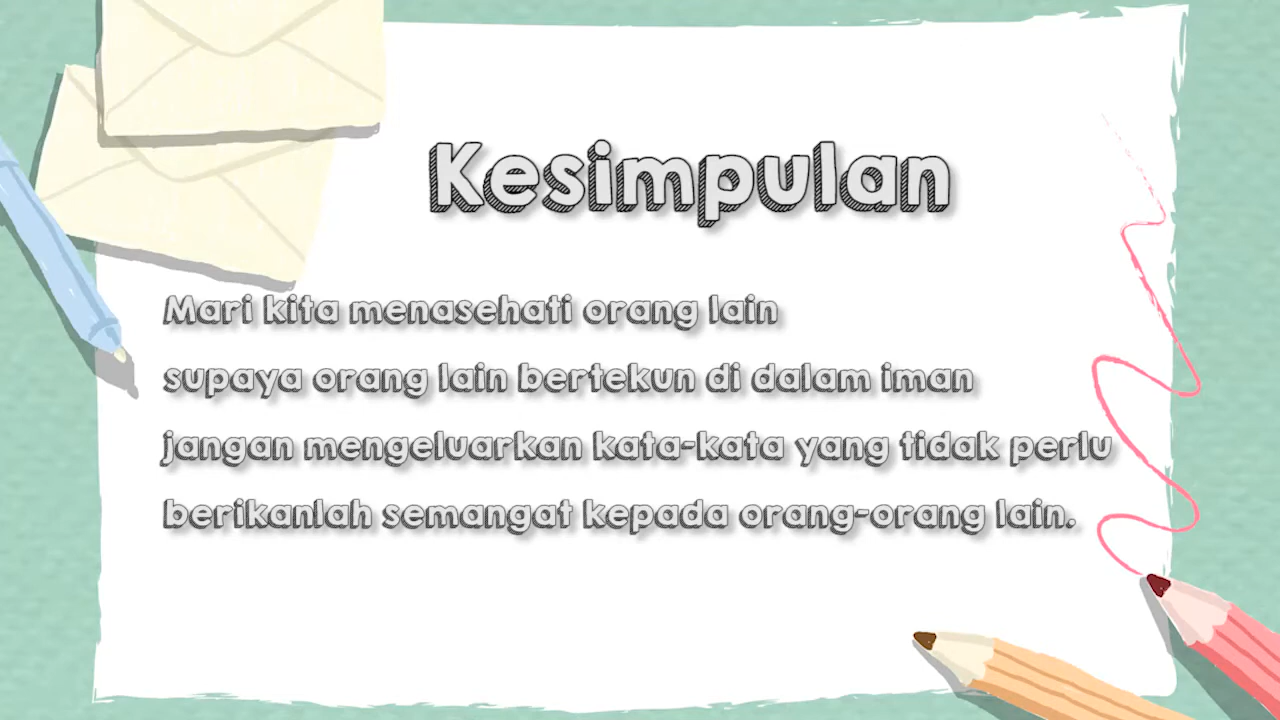 Kesimpulan
Mari kita menasehati orang lain
supaya orang lain bertekun di dalam iman
jangan mengeluarkan kata-kata yang tidak perlu
berikanlah semangat kepada orang-orang lain.